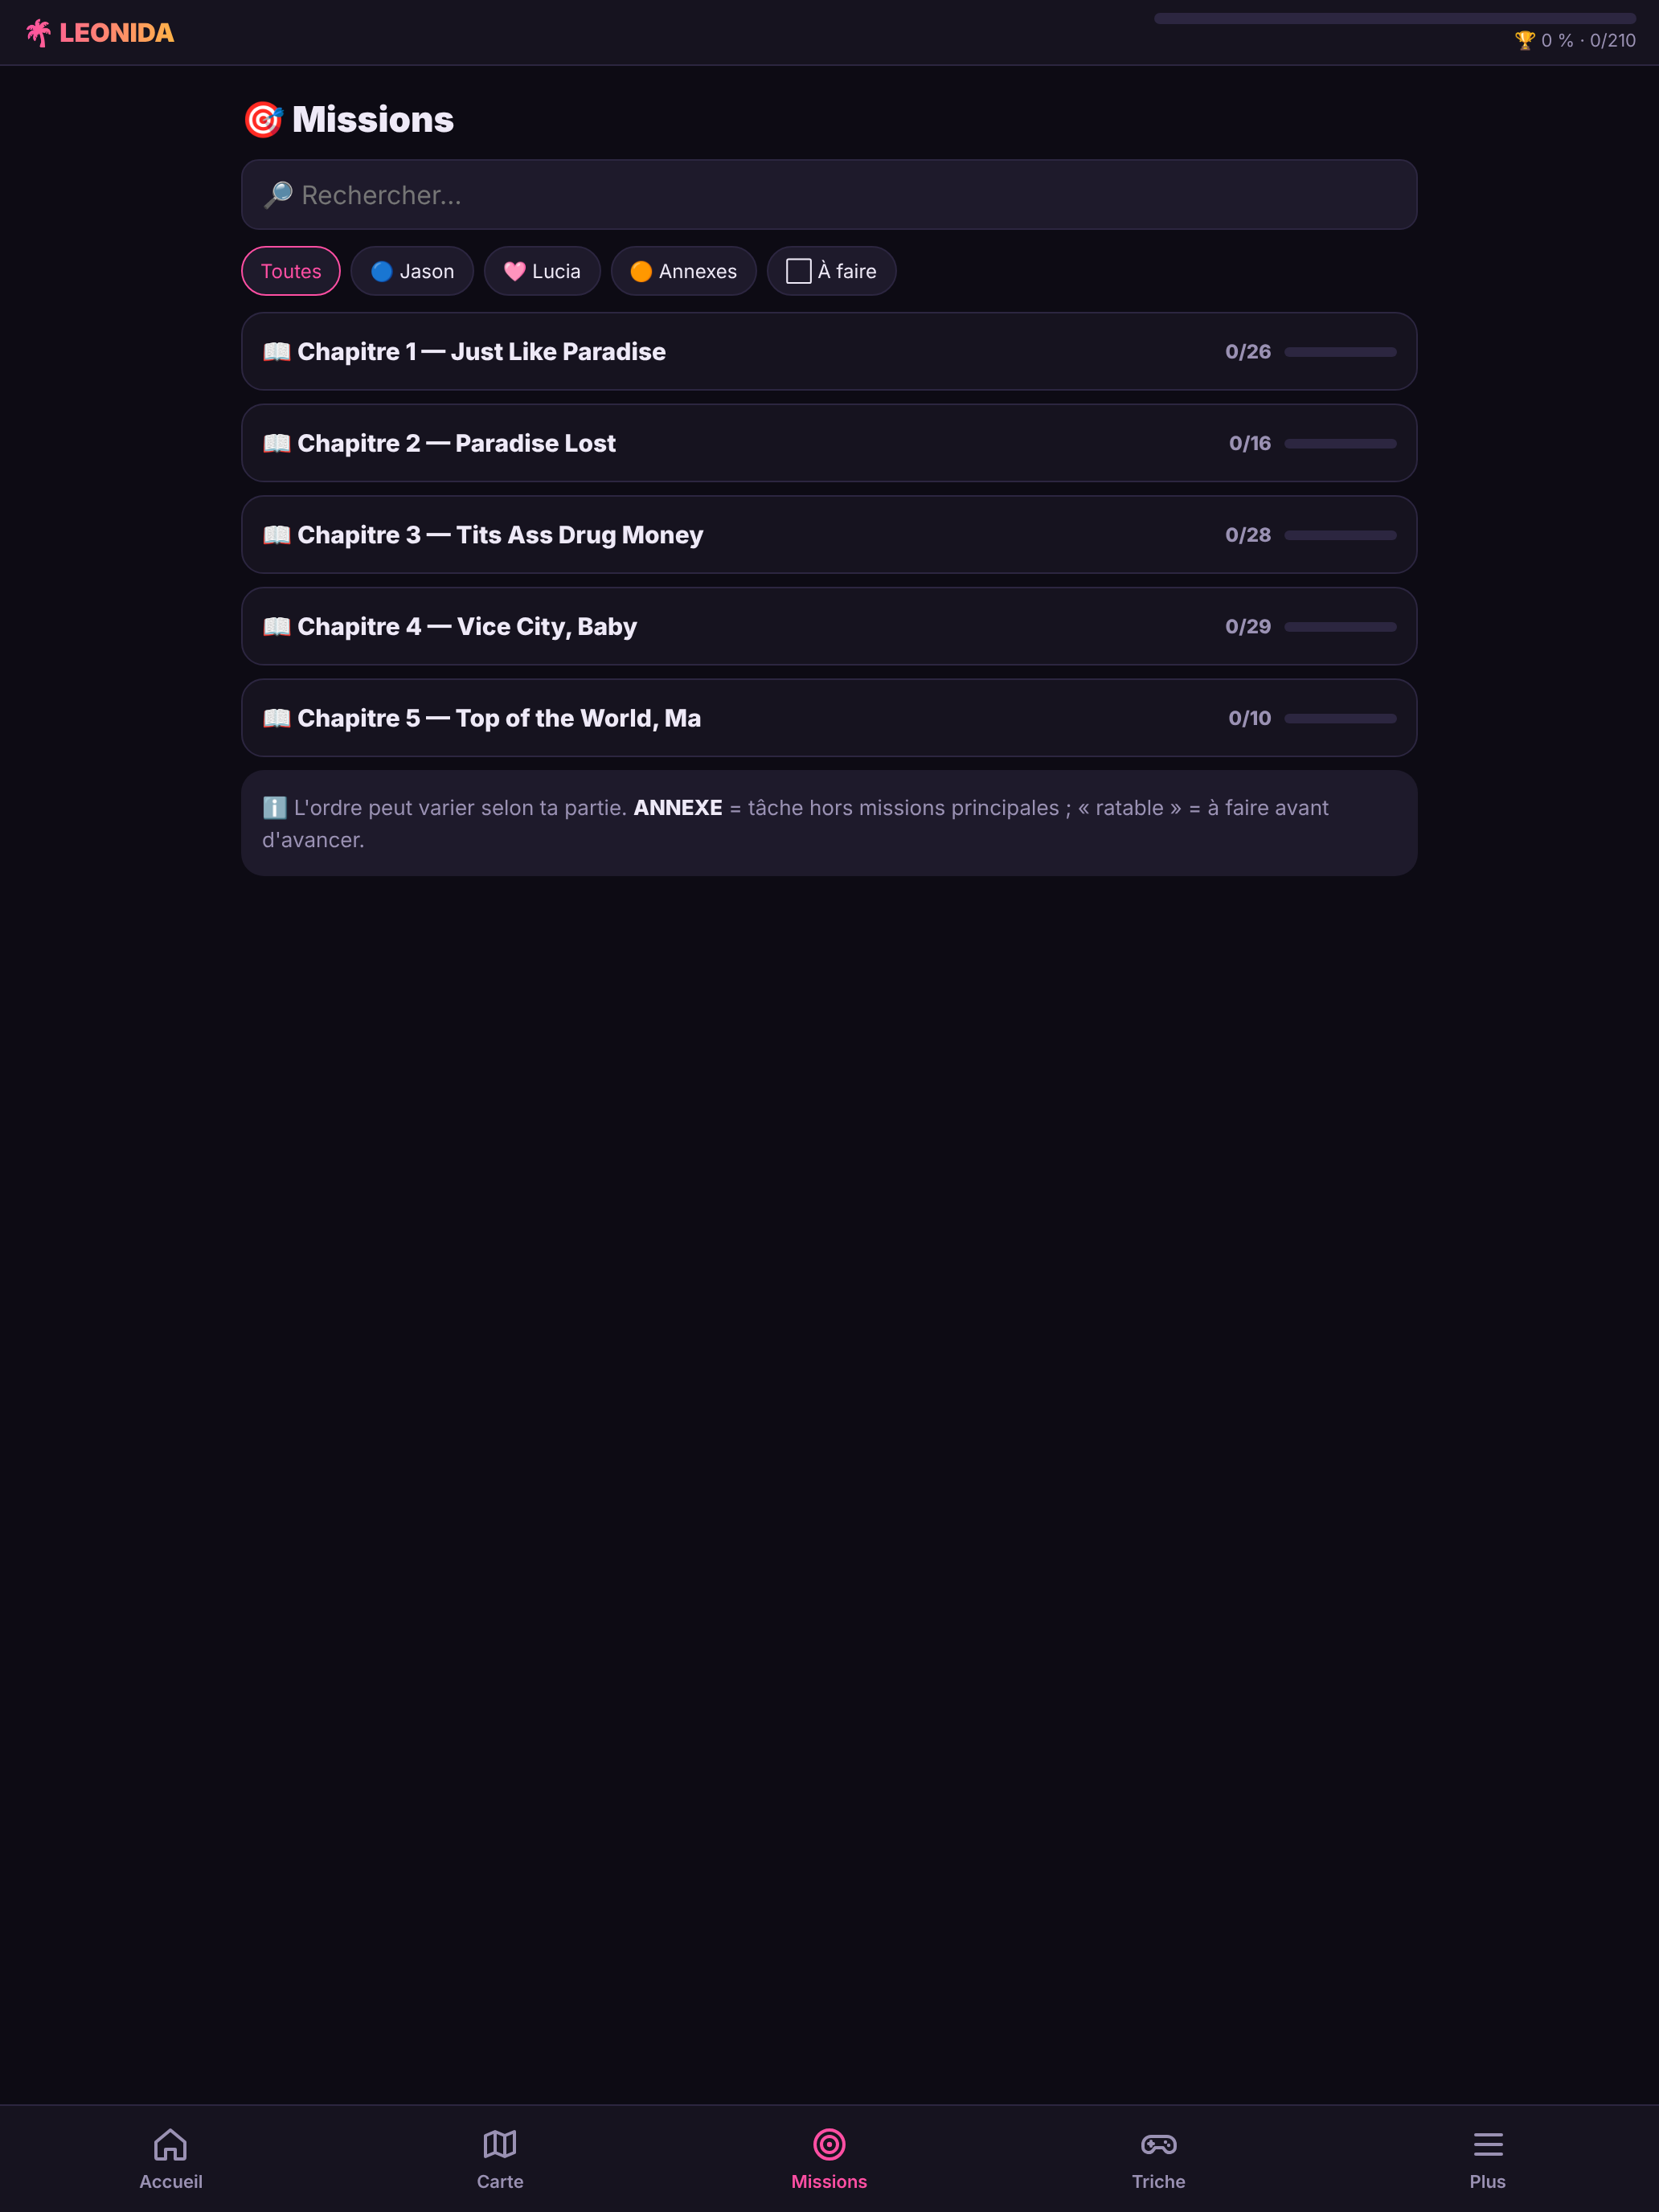 🌴 LEONIDA
🏆 0 % · 0/210
🎯 Missions
🔎 Rechercher...
Toutes
🔵 Jason
🩷 Lucia
🟠 Annexes
⬜ À faire
📖 Chapitre 1 — Just Like Paradise 0/26
📖 Chapitre 2 — Paradise Lost 0/16
📖 Chapitre 3 — Tits Ass Drug Money 0/28
📖 Chapitre 4 — Vice City, Baby 0/29
📖 Chapitre 5 — Top of the World, Ma 0/10
ℹ️ L'ordre peut varier selon ta partie. ANNEXE = tâche hors missions principales ; « ratable » = à faire avant
d'avancer.
Accueil
Carte
Missions
Triche
Plus